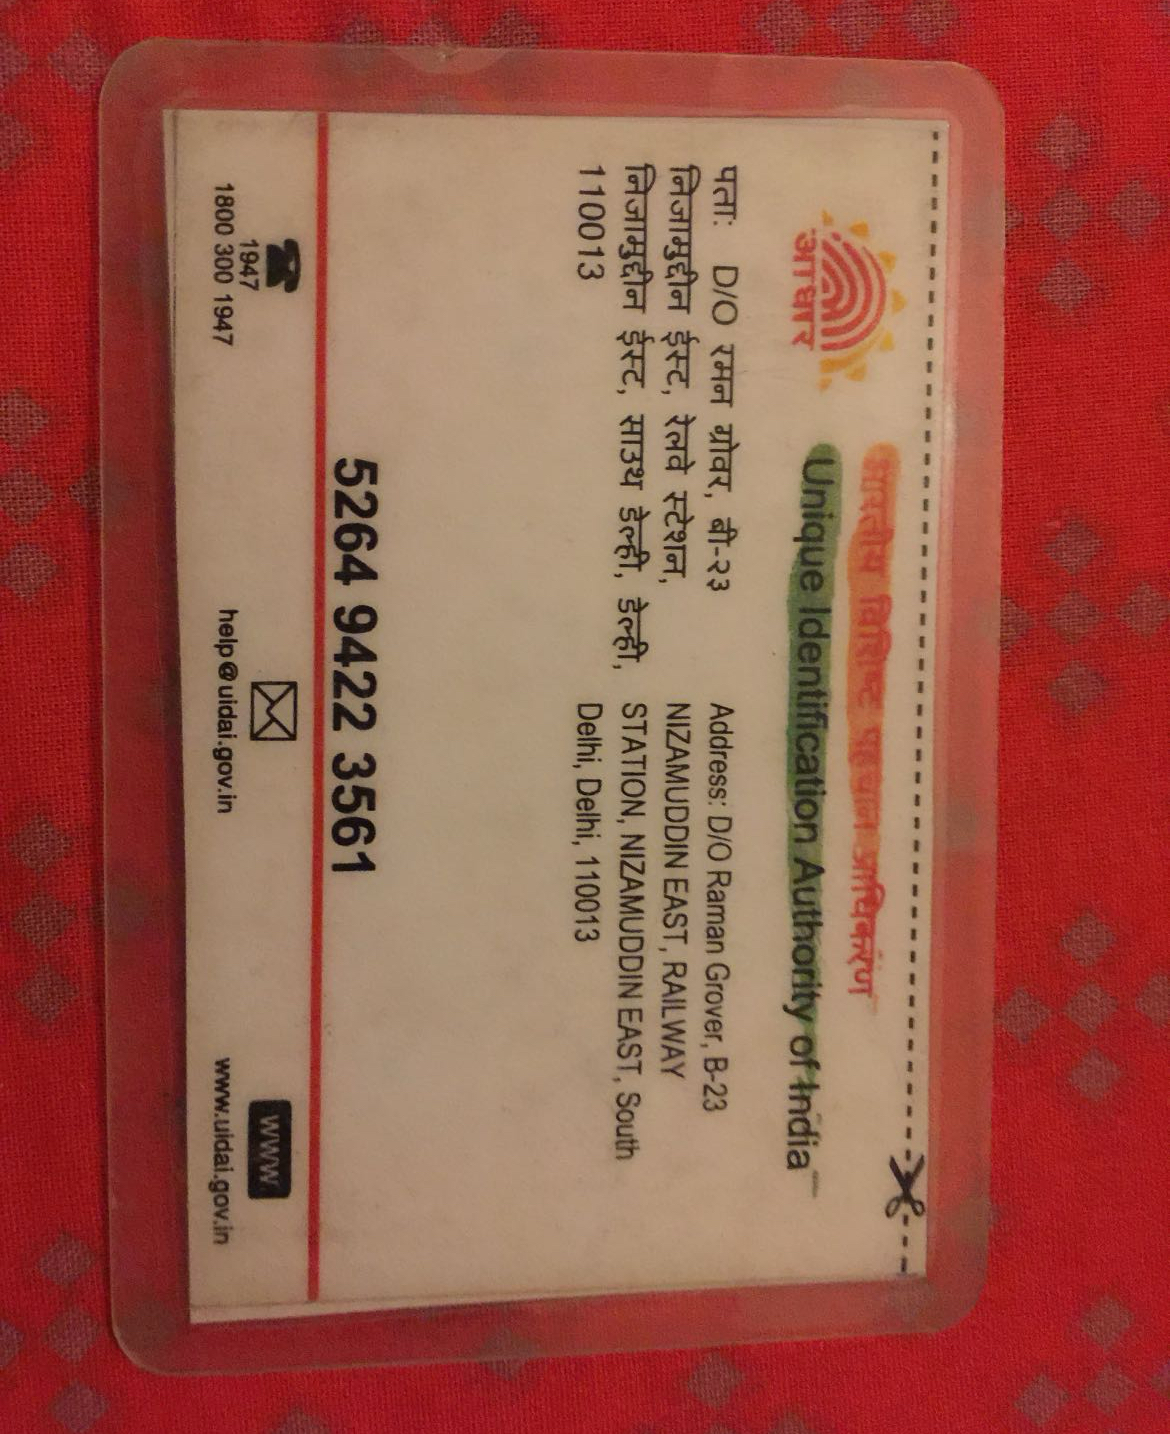 भारतीय विशिष्ट पहचान प्राधिकरण
Unique Identification Authority of India
आधार
पता: D/O रमन ग्रोवर, बी-२३
निजामुद्दीन ईस्ट, रेलवे स्टेशन,
निजामुद्दीन ईस्ट, साउथ डेल्ही, डेल्ही,
110013
Address: D/O Raman Grover, B-23
NIZAMUDDIN EAST, RAILWAY
STATION, NIZAMUDDIN EAST, South
Delhi, Delhi, 110013
5264 9422 3561
1947
1800 300 1947
help@uidai.gov.in
WWW
www.uidai.gov.in